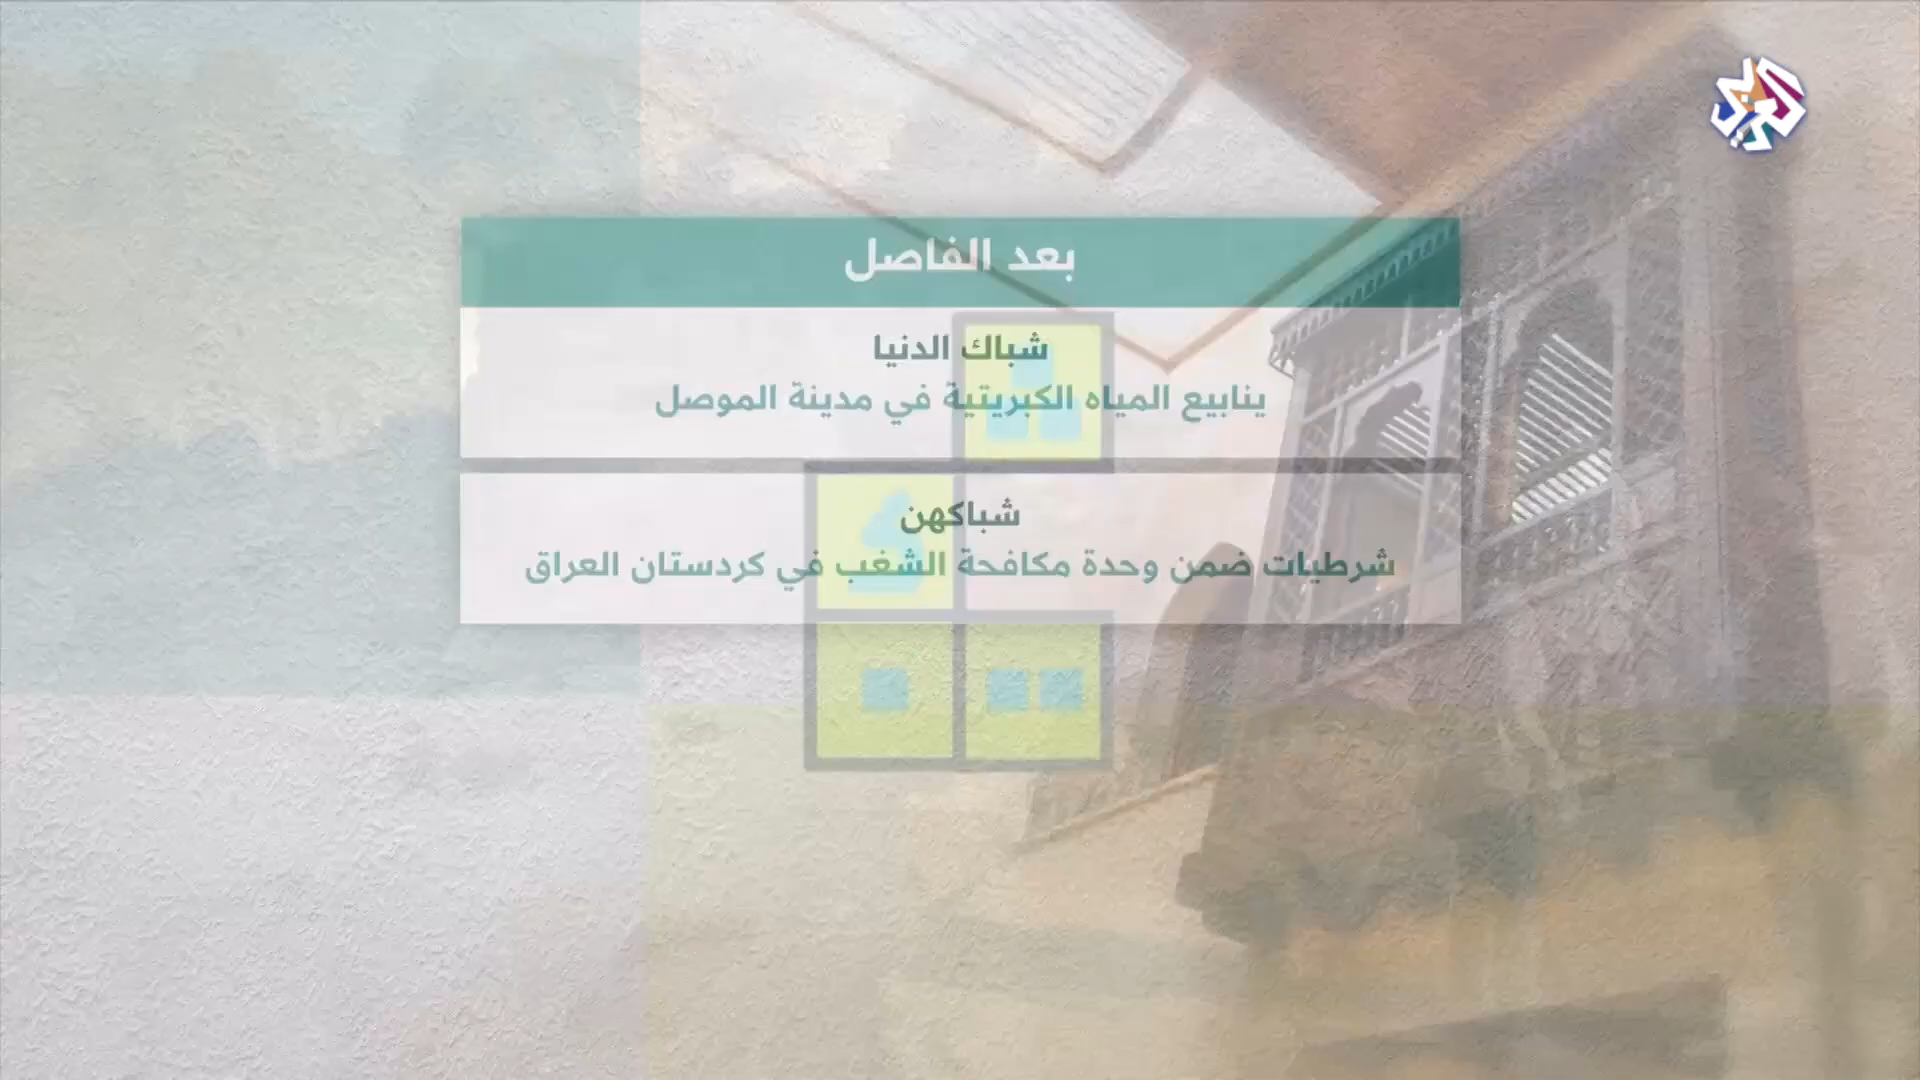 بعد الفاصل
شباك الدنيا
ينابيع المياه الكبريتية في مدينة الموصل
شباكهن
شرطيات ضمن وحدة مكافحة الشغب في كردستان العراق